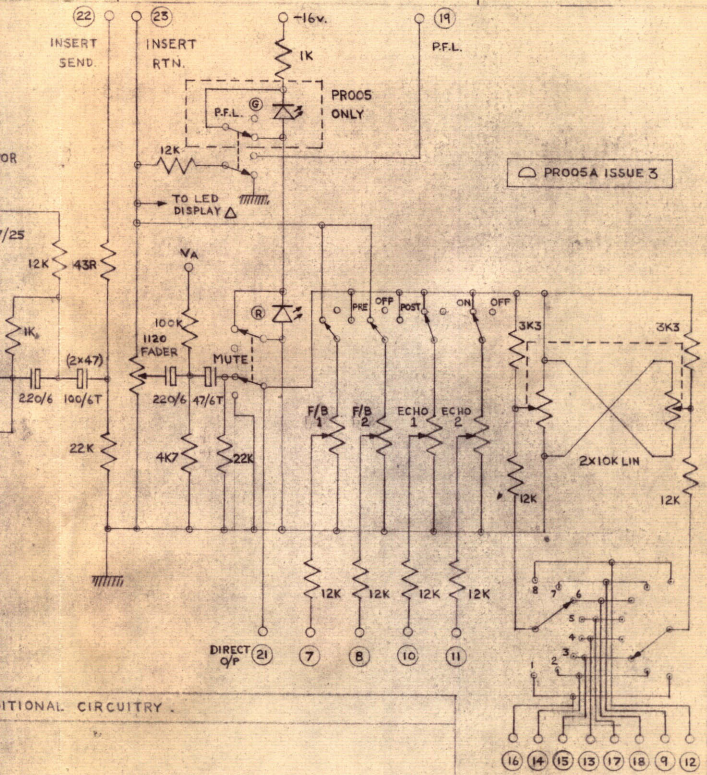 22
23
-16v.
19
INSERT
SEND.
INSERT
RTN.
1K
P.F.L.
PR005
ONLY
G
P.F.L.
12K
PR005A ISSUE 3
TO LED
DISPLAY
OR
/25
12K
43R
VA
1K
100K
1120
FADER
R
MUTE
PRE
OFF
POST
ON
OFF
3K3
3K3
(2x47)
220/6
100/6T
220/6
47/6T
F/B
1
F/B
2
ECHO
1
ECHO
2
22K
4K7
22K
2X10K LIN
12K
12K
12K
12K
12K
12K
8
7
6
5
4
3
2
1
DIRECT
O/P
21
7
8
10
11
ITIONAL CIRCUITRY.
16
14
15
13
17
18
9
12